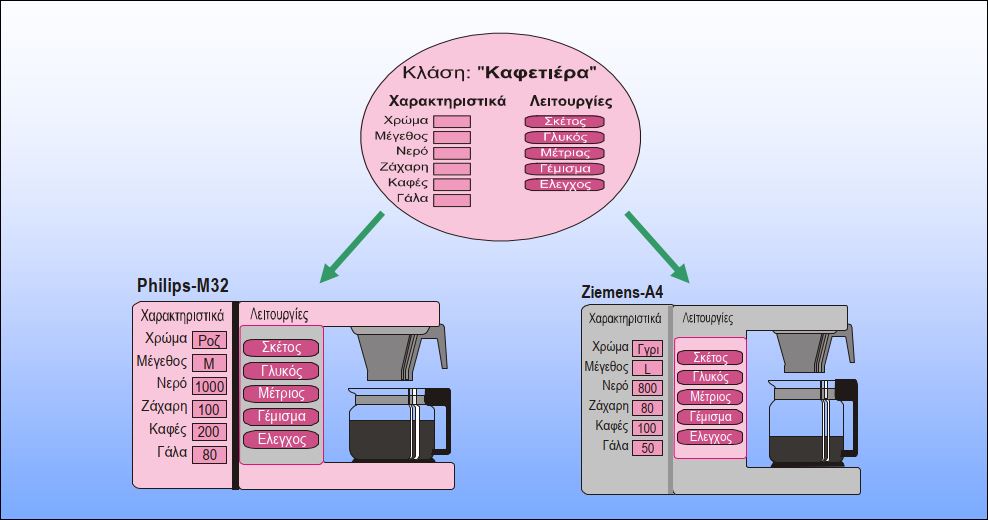 Κλάση: "Καφετιέρα"
Χαρακτηριστικά Λειτουργίες
Χρώμα Σκέτος
Μέγεθος Γλυκός
Νερό Μέτριος
Ζάχαρη Γέμισμα
Καφές Ελεγχος
Γάλα
Philips-M32
Χαρακτηριστικά Λειτουργίες
Χρώμα Ροζ Σκέτος
Μέγεθος M Γλυκός
Νερό 1000 Μέτριος
Ζάχαρη 100 Γέμισμα
Καφές 200 Ελεγχος
Γάλα 80
Ziemens-A4
Χαρακτηριστικά Λειτουργίες
Χρώμα Γγρι Σκέτος
Μέγεθος L Γλυκός
Νερό 800 Μέτριος
Ζάχαρη 80 Γέμισμα
Καφές 100 Ελεγχος
Γάλα 50